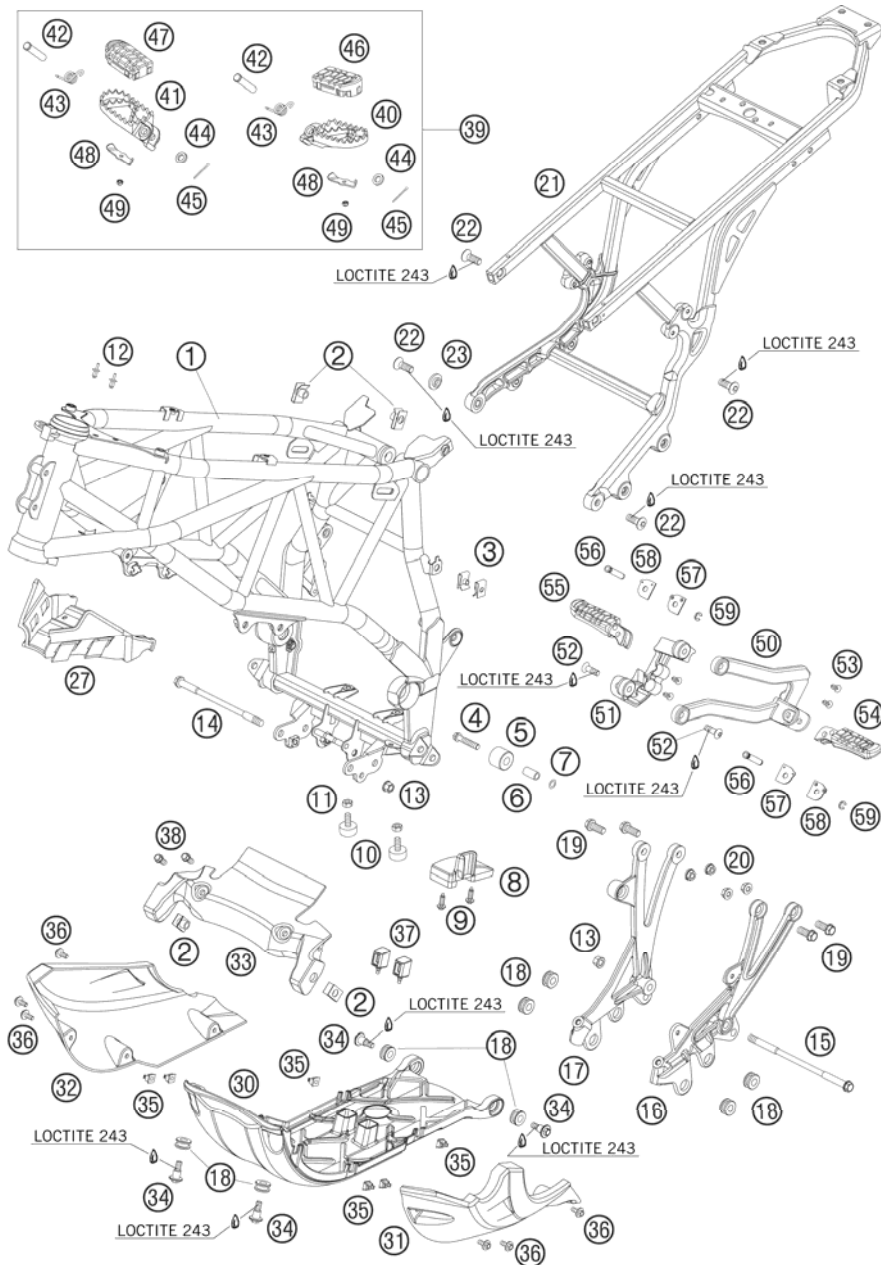 42 47 42 46
43 41 43 40
39
44 44
48 48
45 45
49 49
21
22
LOCTITE 243
12 1 2 22 23
LOCTITE 243
22
LOCTITE 243
LOCTITE 243
22
3
56 58 57
55 59
50
52 53
LOCTITE 243
51 54
27
14
4 5 7
52
6
56
LOCTITE 243
57 58 59
11 13
10
38
19
8 20
9
36 2 33 37
13
19
18
2
LOCTITE 243
36 34
15
32 35 30 35 18
17 16 18
34
LOCTITE 243
LOCTITE 243
18 35
34 35
34 36
LOCTITE 243
31 36